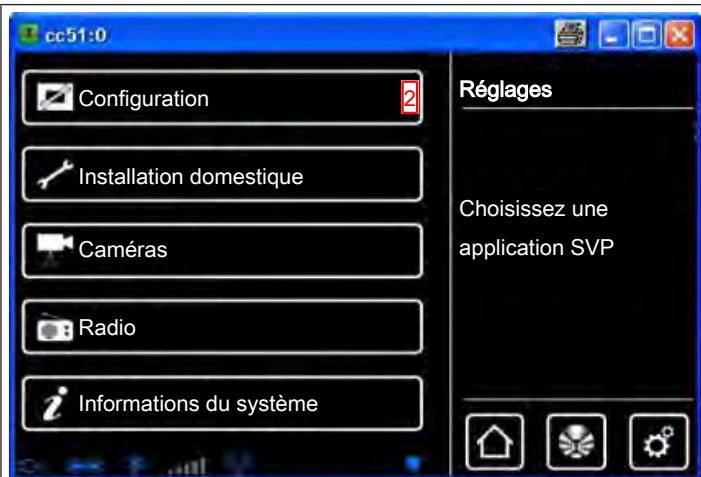 cc51:0
Configuration 2
Installation domestique
Caméras
Radio
Informations du système
Réglages
Choisissez une
application SVP